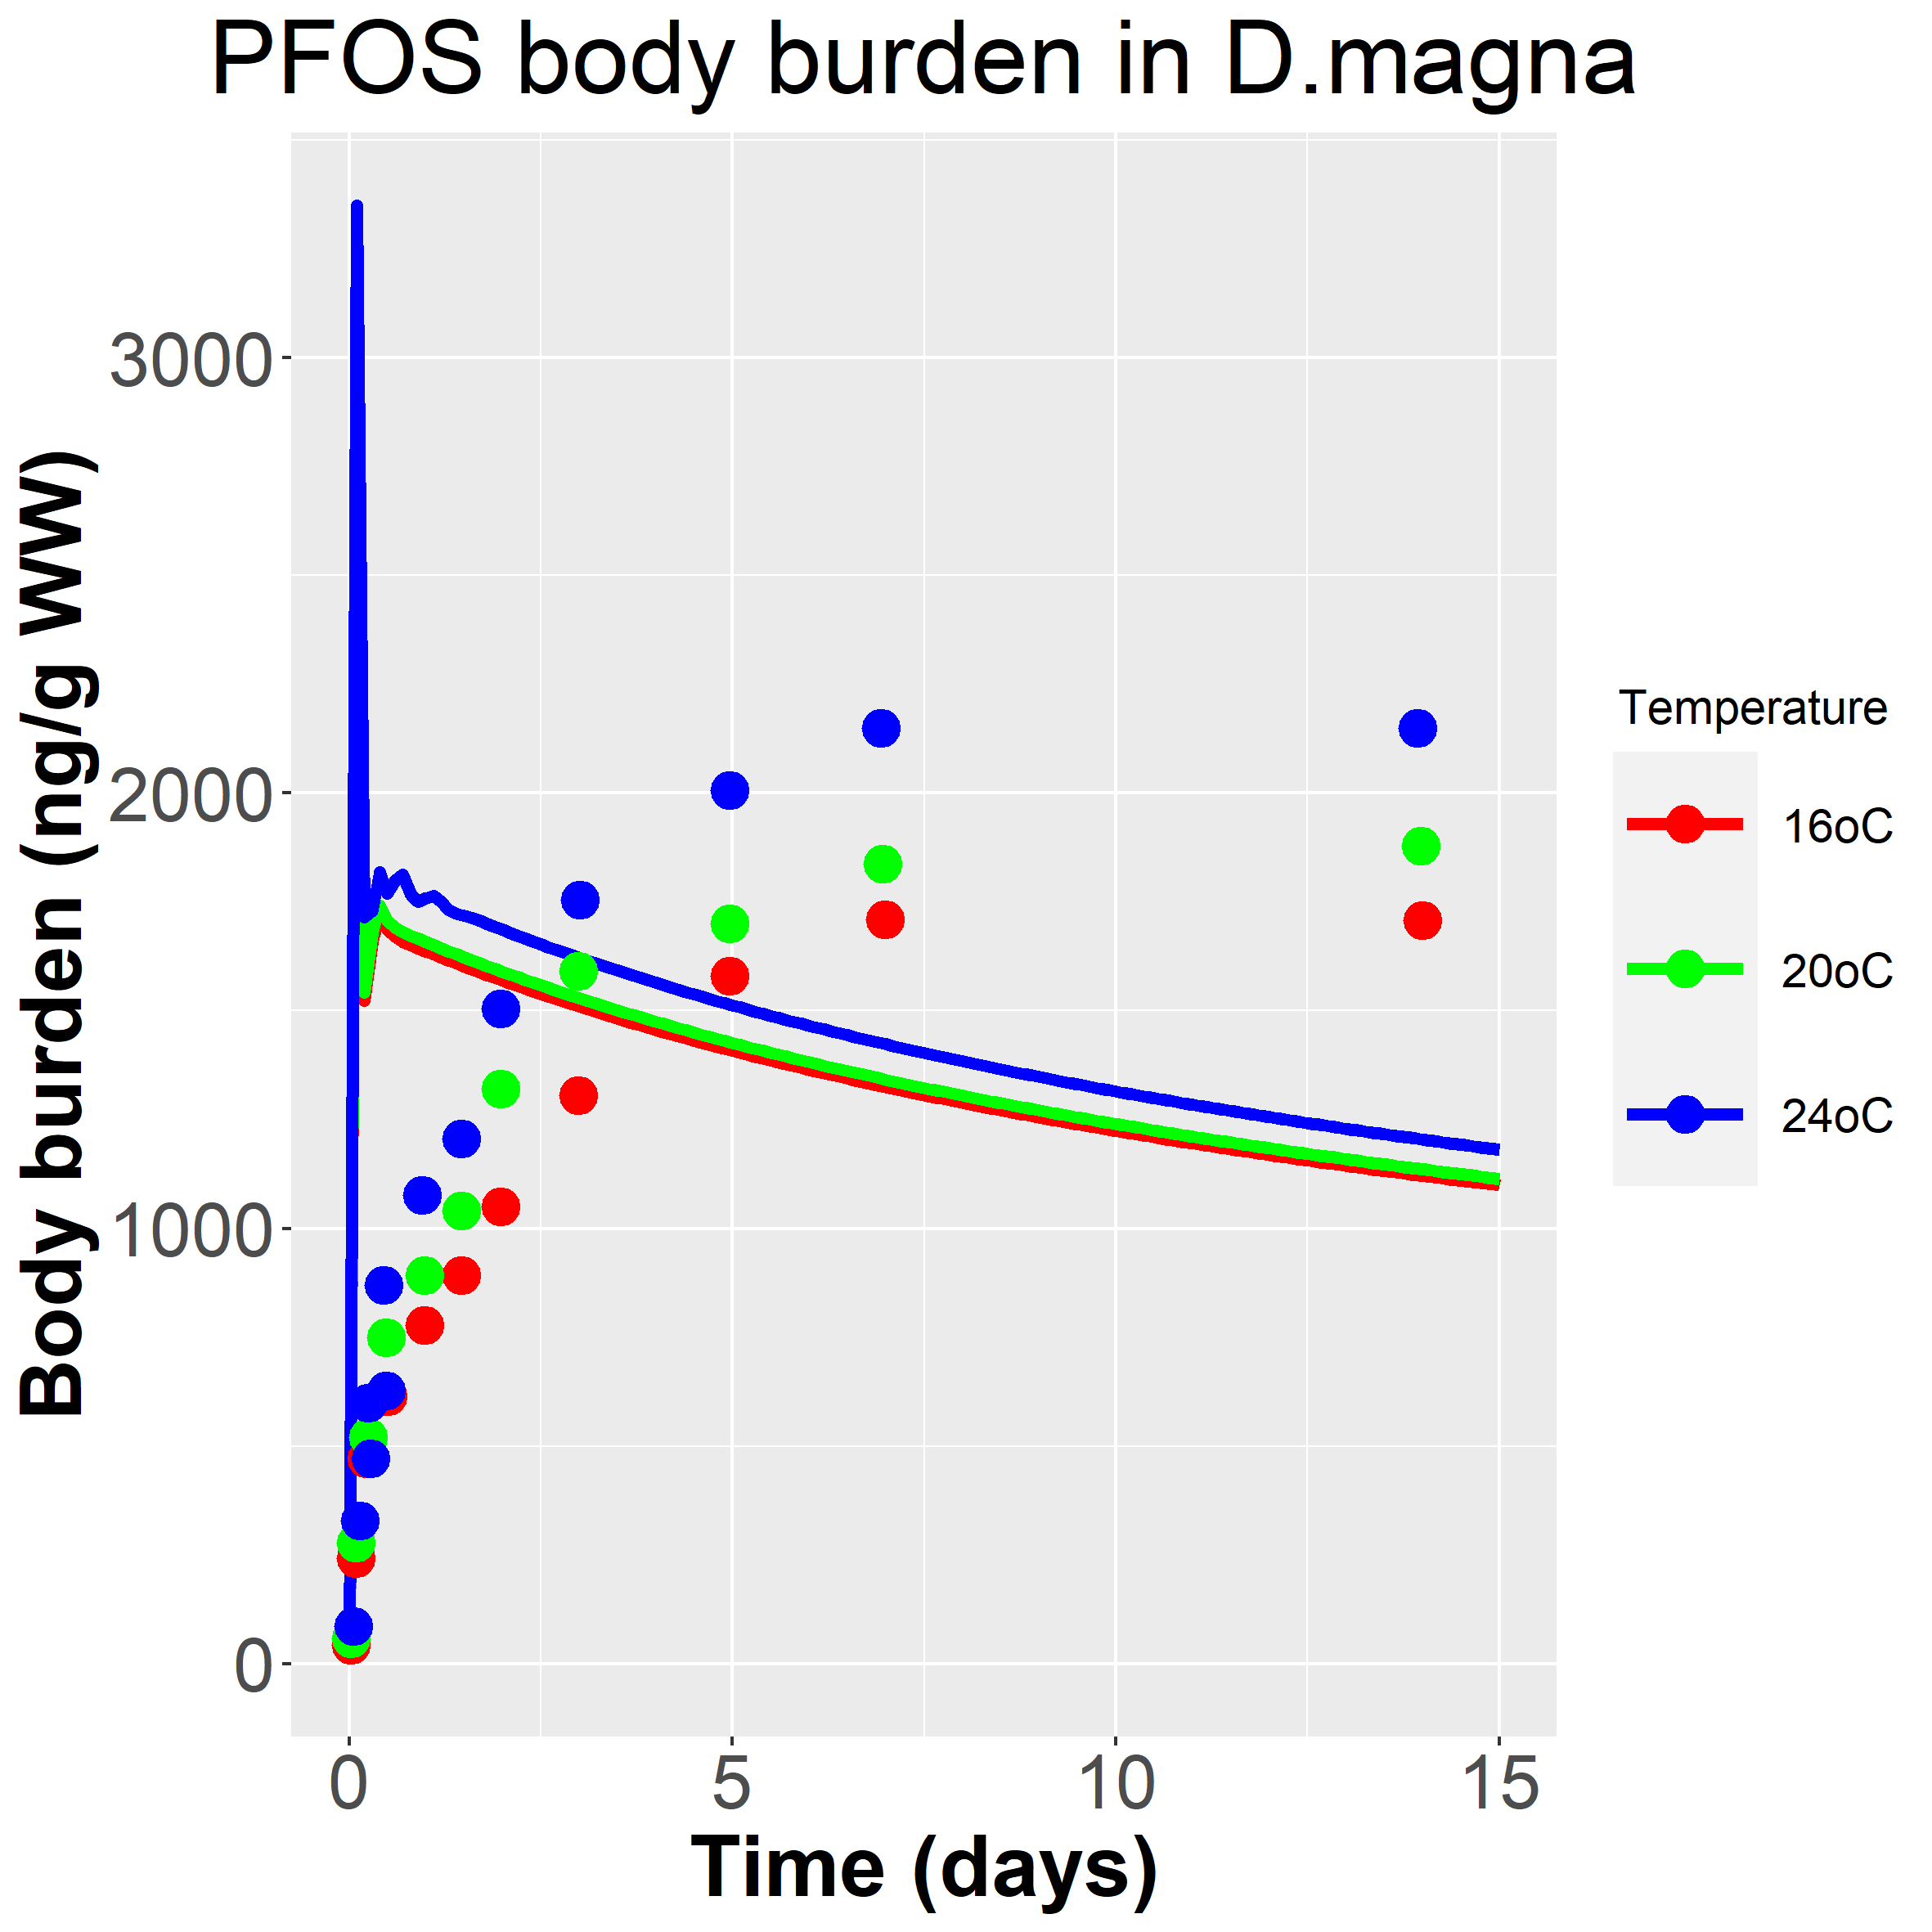 PFOS body burden in D.magna
Body burden (ng/g WW)
3000
2000
1000
0
0
5
10
15
Time (days)
Temperature
16oC
20oC
24oC